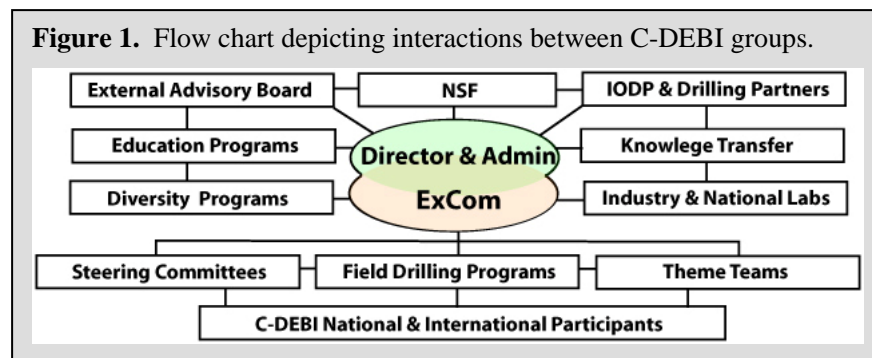 Figure 1. Flow chart depicting interactions between C-DEBI groups.
External Advisory Board
NSF
IODP & Drilling Partners
Education Programs
Director & Admin
Knowlege Transfer
Diversity Programs
ExCom
Industry & National Labs
Steering Committees
Field Drilling Programs
Theme Teams
C-DEBI National & International Participants